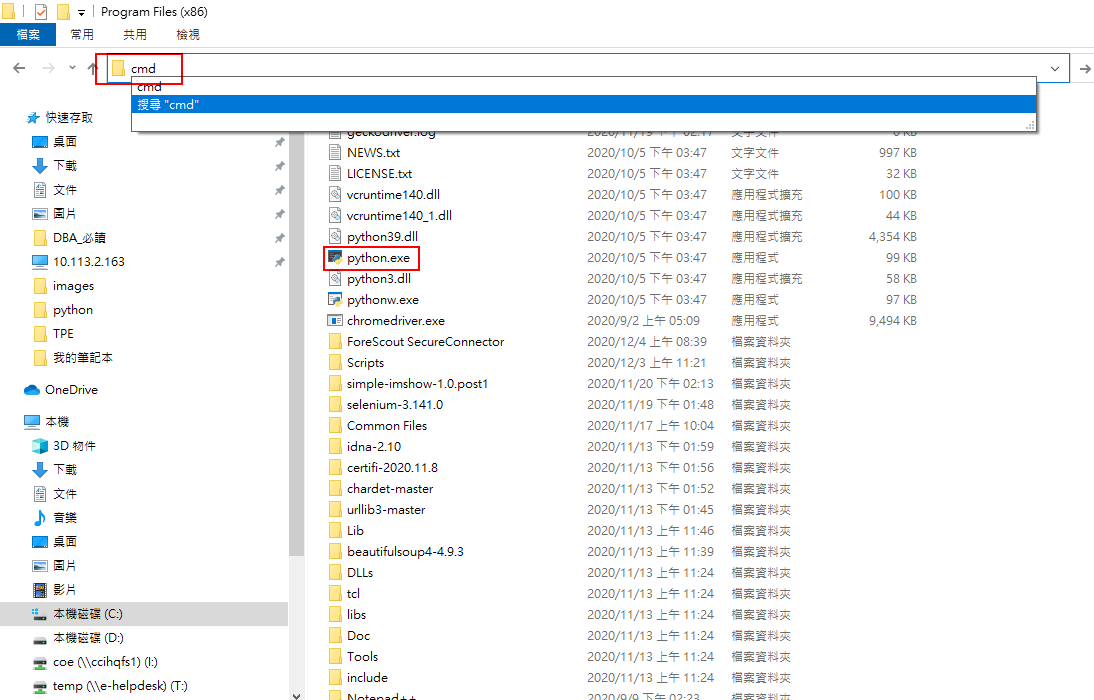 Program Files (x86)
檔案 常用 共用 檢視
cmd
cmd
搜尋 "cmd"
快速存取
桌面
下載
文件
圖片
DBA_必讀
10.113.2.163
images
python
TPE
我的筆記本
OneDrive
本機
3D 物件
下載
文件
音樂
桌面
圖片
影片
本機磁碟 (C:)
本機磁碟 (D:)
coe (\\ccihqfs1) (I:)
temp (\\e-helpdesk) (T:)
geckodriver.log 2020/11/19 下午 02:17 文字文件 0 KB
NEWS.txt 2020/10/5 下午 03:47 文字文件 997 KB
LICENSE.txt 2020/10/5 下午 03:47 文字文件 32 KB
vcruntime140.dll 2020/10/5 下午 03:47 應用程式擴充 100 KB
vcruntime140_1.dll 2020/10/5 下午 03:47 應用程式擴充 44 KB
python39.dll 2020/10/5 下午 03:47 應用程式擴充 4,354 KB
python.exe 2020/10/5 下午 03:47 應用程式 99 KB
python3.dll 2020/10/5 下午 03:47 應用程式擴充 58 KB
pythonw.exe 2020/10/5 下午 03:47 應用程式 97 KB
chromedriver.exe 2020/9/2 上午 05:09 應用程式 9,494 KB
ForeScout SecureConnector 2020/12/4 上午 08:39 檔案資料夾
Scripts 2020/12/3 上午 11:21 檔案資料夾
simple-imshow-1.0.post1 2020/11/20 下午 02:13 檔案資料夾
selenium-3.141.0 2020/11/19 下午 01:48 檔案資料夾
Common Files 2020/11/17 上午 10:04 檔案資料夾
idna-2.10 2020/11/13 下午 01:59 檔案資料夾
certifi-2020.11.8 2020/11/13 下午 01:56 檔案資料夾
chardet-master 2020/11/13 下午 01:52 檔案資料夾
urllib3-master 2020/11/13 下午 01:45 檔案資料夾
Lib 2020/11/13 上午 11:46 檔案資料夾
beautifulsoup4-4.9.3 2020/11/13 上午 11:39 檔案資料夾
DLLs 2020/11/13 上午 11:24 檔案資料夾
tcl 2020/11/13 上午 11:24 檔案資料夾
libs 2020/11/13 上午 11:24 檔案資料夾
Doc 2020/11/13 上午 11:24 檔案資料夾
Tools 2020/11/13 上午 11:24 檔案資料夾
include 2020/11/13 上午 11:24 檔案資料夾
Notepad++ 2020/9/9 下午 02:23 檔案資料夾